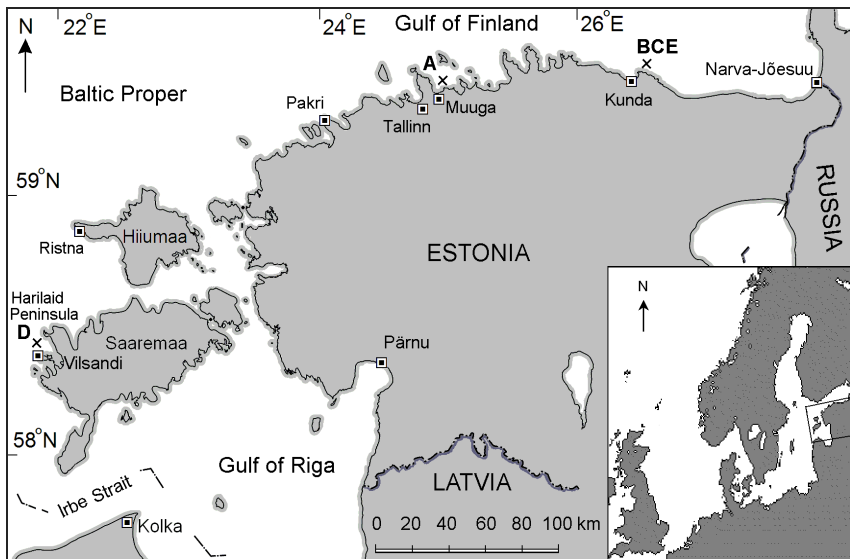 22°E
24°E
26°E
Gulf of Finland
N
A
BCE
Baltic Proper
Narva-Jõesuu
Pakri
Muuga
Kunda
Tallinn
59°N
RUSSIA
Ristna
Hiiumaa
ESTONIA
Harilaid
Peninsula
N
D
Saaremaa
Vilsandi
Pärnu
58°N
Gulf of Riga
LATVIA
Irbe Strait
Kolka
0 20 40 60 80 100 km